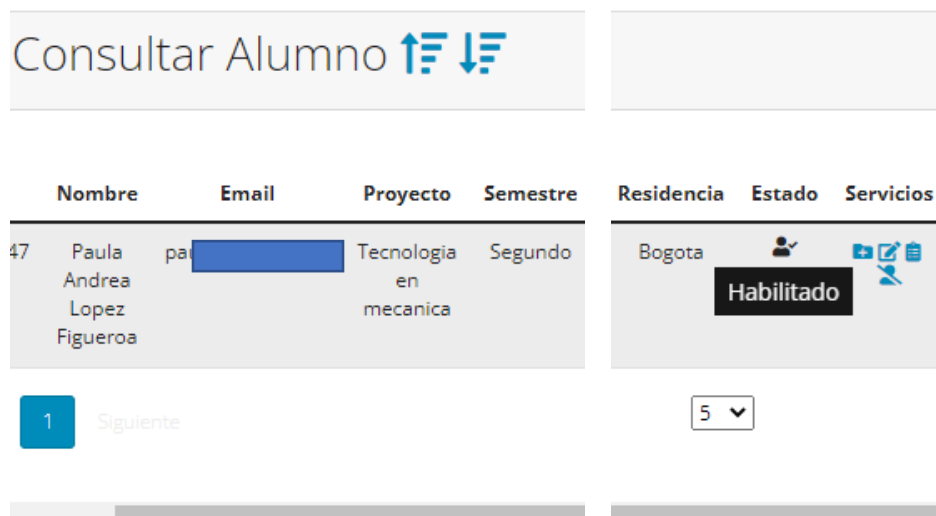 Consultar Alumno
Nombre Email Proyecto Semestre Residencia Estado Servicios
47 Paula Tecnologia Segundo Bogota
Andrea en
Lopez mecanica
Figueroa
Habilitado
1 Siguiente 5